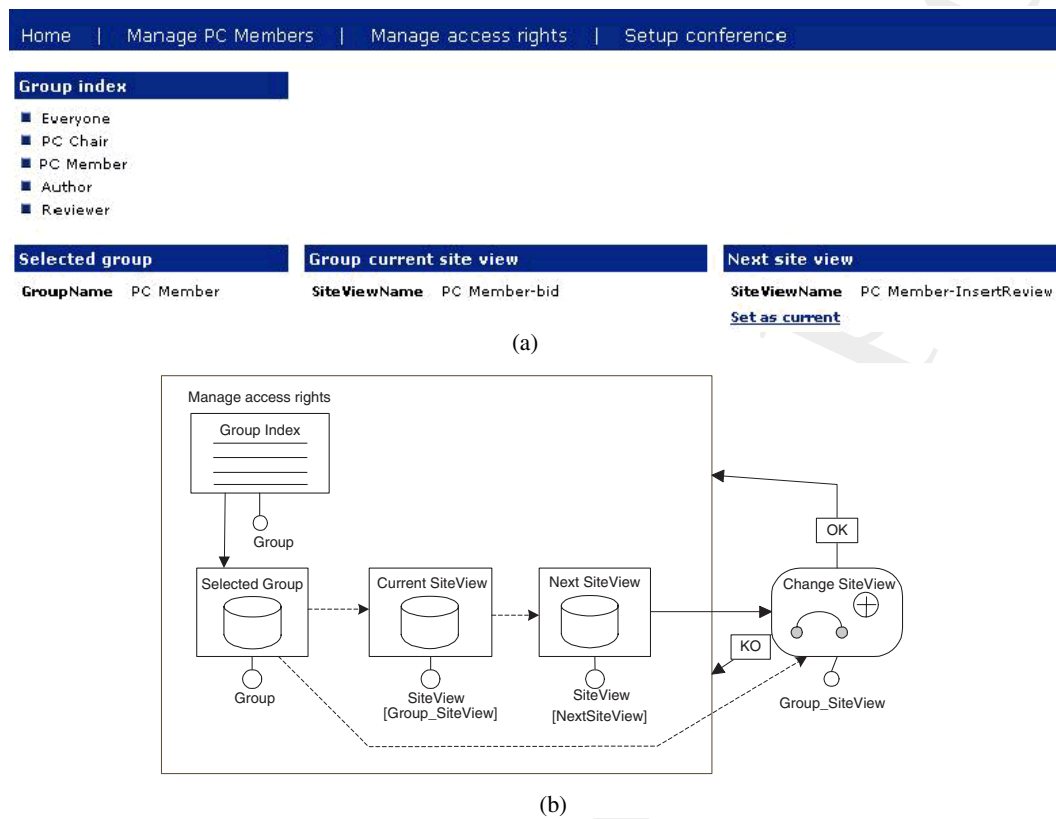 Home | Manage PC Members | Manage access rights | Setup conference
Group index
Everyone
PC Chair
PC Member
Author
Reviewer
Selected group
Group current site view
Next site view
GroupName PC Member
SiteViewName PC Member-bid
SiteViewName PC Member-InsertReview
Set as current
(a)
Manage access rights
Group Index
Group
Selected Group
Current SiteView
Next SiteView
Change SiteView
OK
KO
Group
SiteView
[Group_SiteView]
SiteView
[NextSiteView]
Group_SiteView
(b)